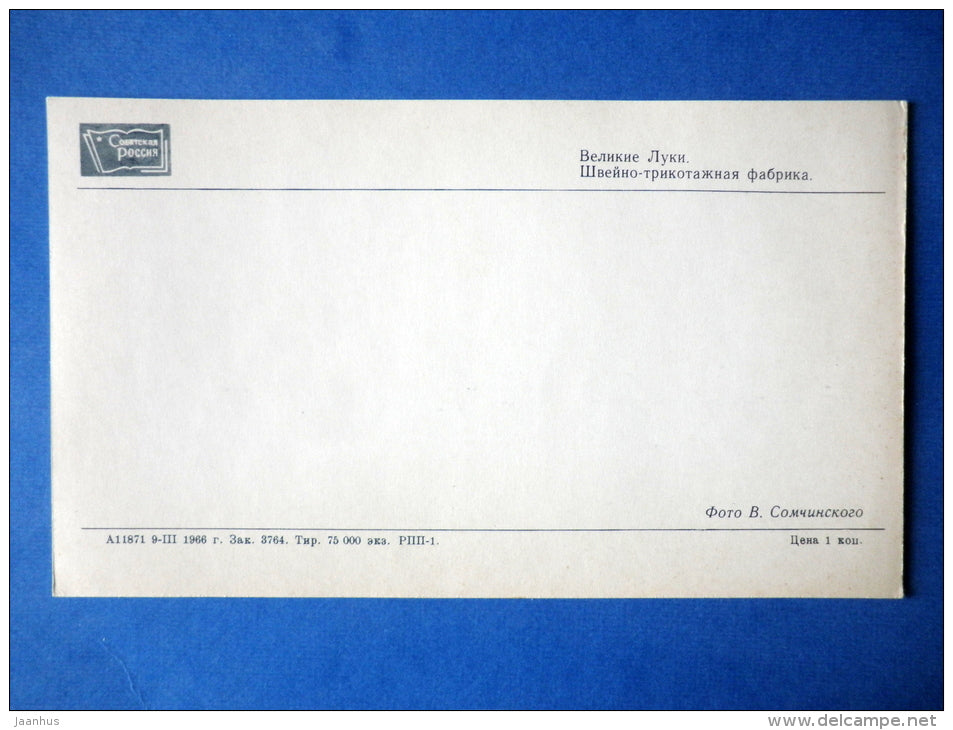 Советская
Россия
Великие Луки.
Швейно-трикотажная фабрика.
Фото В. Сомчинского
А11871 9-III 1966 г. Зак. 3764. Тир. 75 000 экз. РПП-1.
Цена 1 коп.
jaanhus
www.delcampe.net